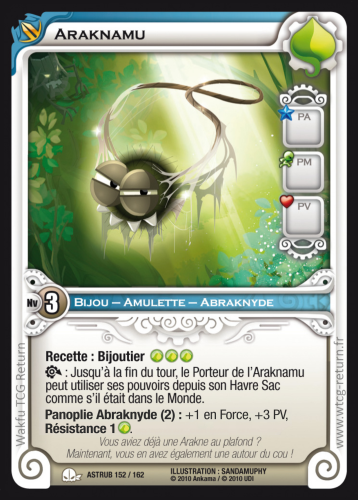 Araknamu
PA
PM
PV
Nv 3
Bijou – Amulette – Abraknyde
Recette : Bijoutier
: Jusqu'à la fin du tour, le Porteur de l'Araknamu
peut utiliser ses pouvoirs depuis son Havre Sac
comme s'il était dans le Monde.
Panoplie Abraknyde (2) : +1 en Force, +3 PV,
Résistance 1 .
Vous aviez déjà une Arakne au plafond ?
Maintenant, vous en avez également une autour du cou !
ASTRUB 152 / 162
ILLUSTRATION : SANDAMUPHY
© 2010 Ankama / © 2010 UDI
Wakfu TCG Return
www.wtcg-return.fr